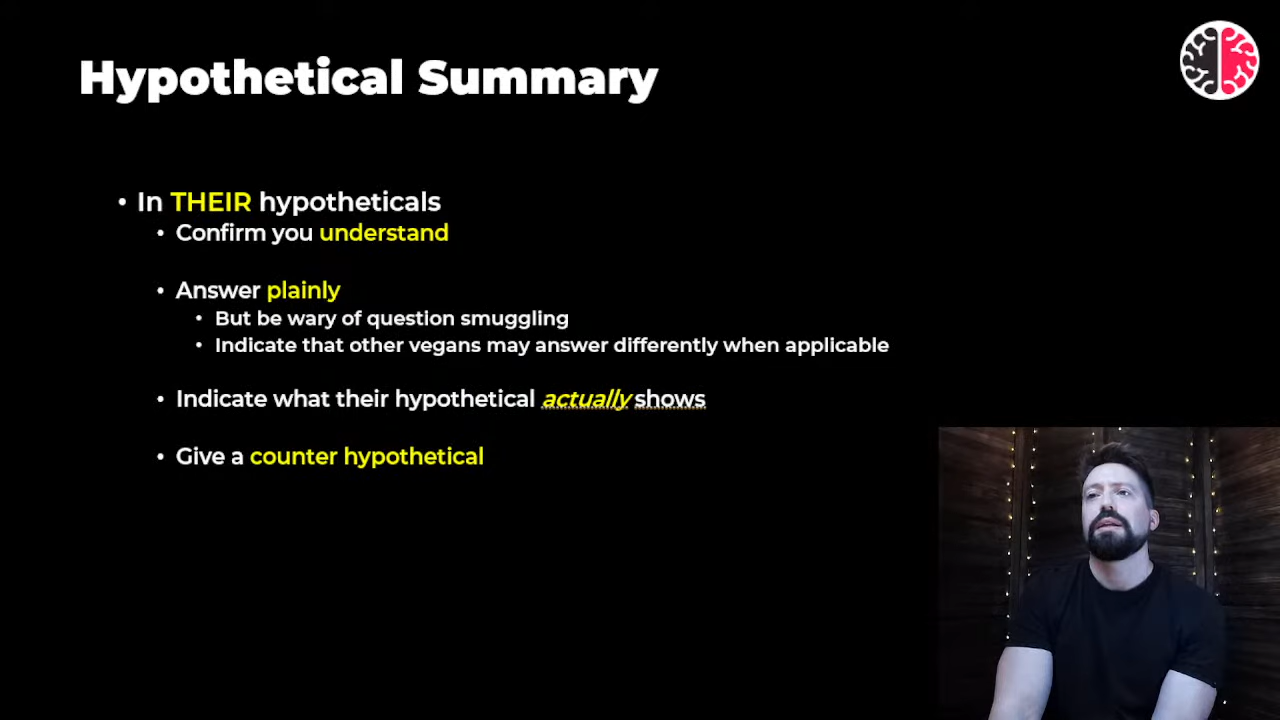 Hypothetical Summary
• In THEIR hypotheticals
• Confirm you understand
• Answer plainly
• But be wary of question smuggling
• Indicate that other vegans may answer differently when applicable
• Indicate what their hypothetical actually shows
• Give a counter hypothetical